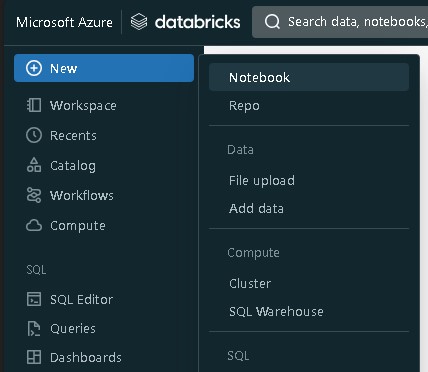 Microsoft Azure databricks Search data, notebooks,
New
Workspace
Recents
Catalog
Workflows
Compute
SQL
SQL Editor
Queries
Dashboards
Notebook
Repo
Data
File upload
Add data
Compute
Cluster
SQL Warehouse
SQL